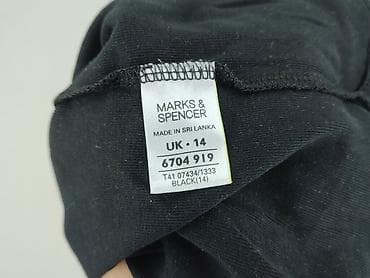 MARKS &
SPENCER
MADE IN SRI LANKA
UK • 14
6704 919
T41 07434/1333
BLACK(14)